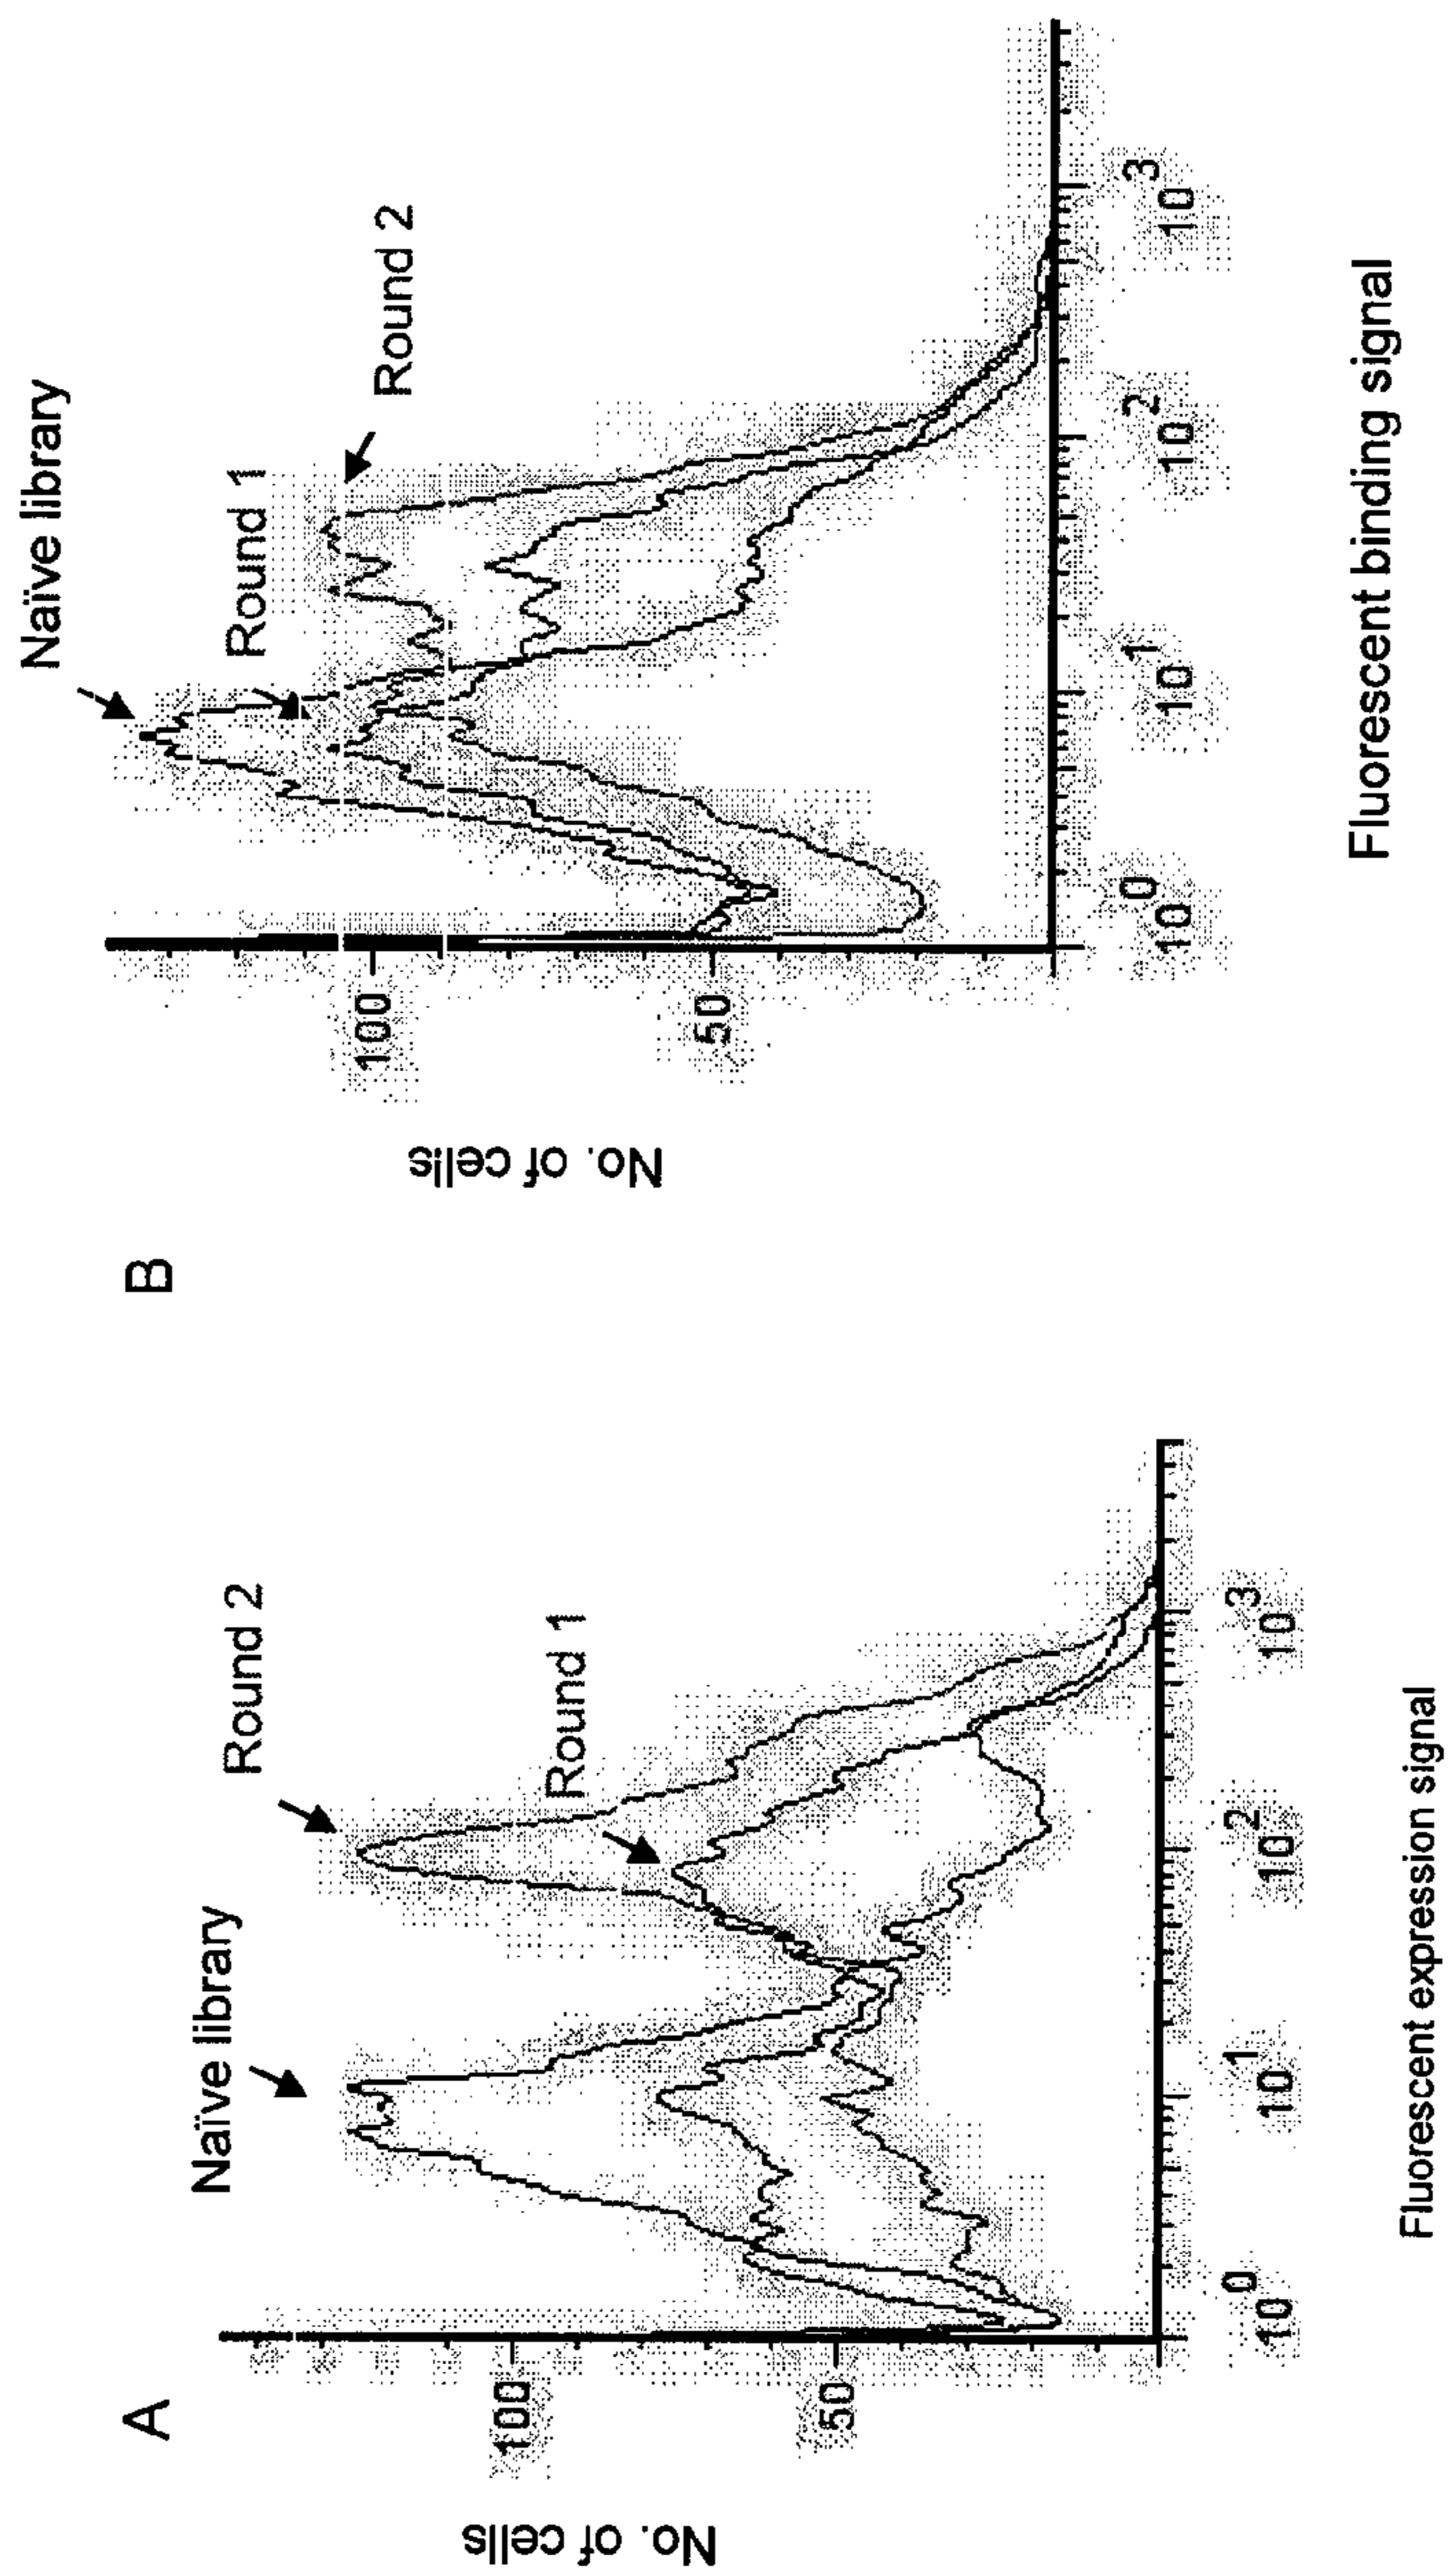 A
Naïve library
Round 2
Round 1
100
50
No. of cells
10 0
10 1
10 2
10 3
Fluorescent expression signal
B
Naïve library
Round 1
Round 2
100
50
No. of cells
10 0
10 1
10 2
10 3
Fluorescent binding signal